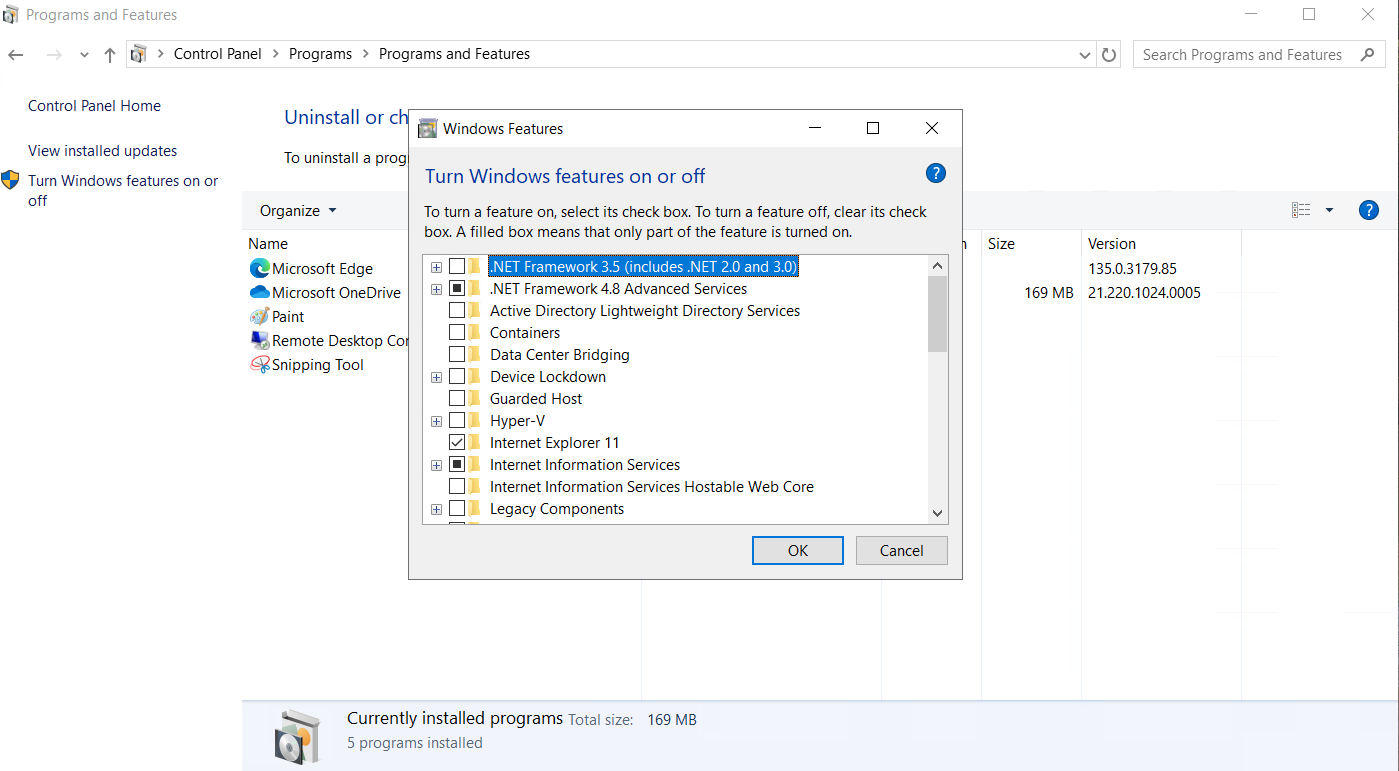 Programs and Features
Control Panel > Programs > Programs and Features
Search Programs and Features
Control Panel Home
View installed updates
Turn Windows features on or
off
Uninstall or ch
To uninstall a prog
Organize
Name
Size
Version
Microsoft Edge
135.0.3179.85
Microsoft OneDrive
169 MB
21.220.1024.0005
Paint
Remote Desktop Cor
Snipping Tool
Windows Features
Turn Windows features on or off
?
To turn a feature on, select its check box. To turn a feature off, clear its check
box. A filled box means that only part of the feature is turned on.
.NET Framework 3.5 (includes .NET 2.0 and 3.0)
.NET Framework 4.8 Advanced Services
Active Directory Lightweight Directory Services
Containers
Data Center Bridging
Device Lockdown
Guarded Host
Hyper-V
Internet Explorer 11
Internet Information Services
Internet Information Services Hostable Web Core
Legacy Components
OK
Cancel
?
Currently installed programs Total size: 169 MB
5 programs installed